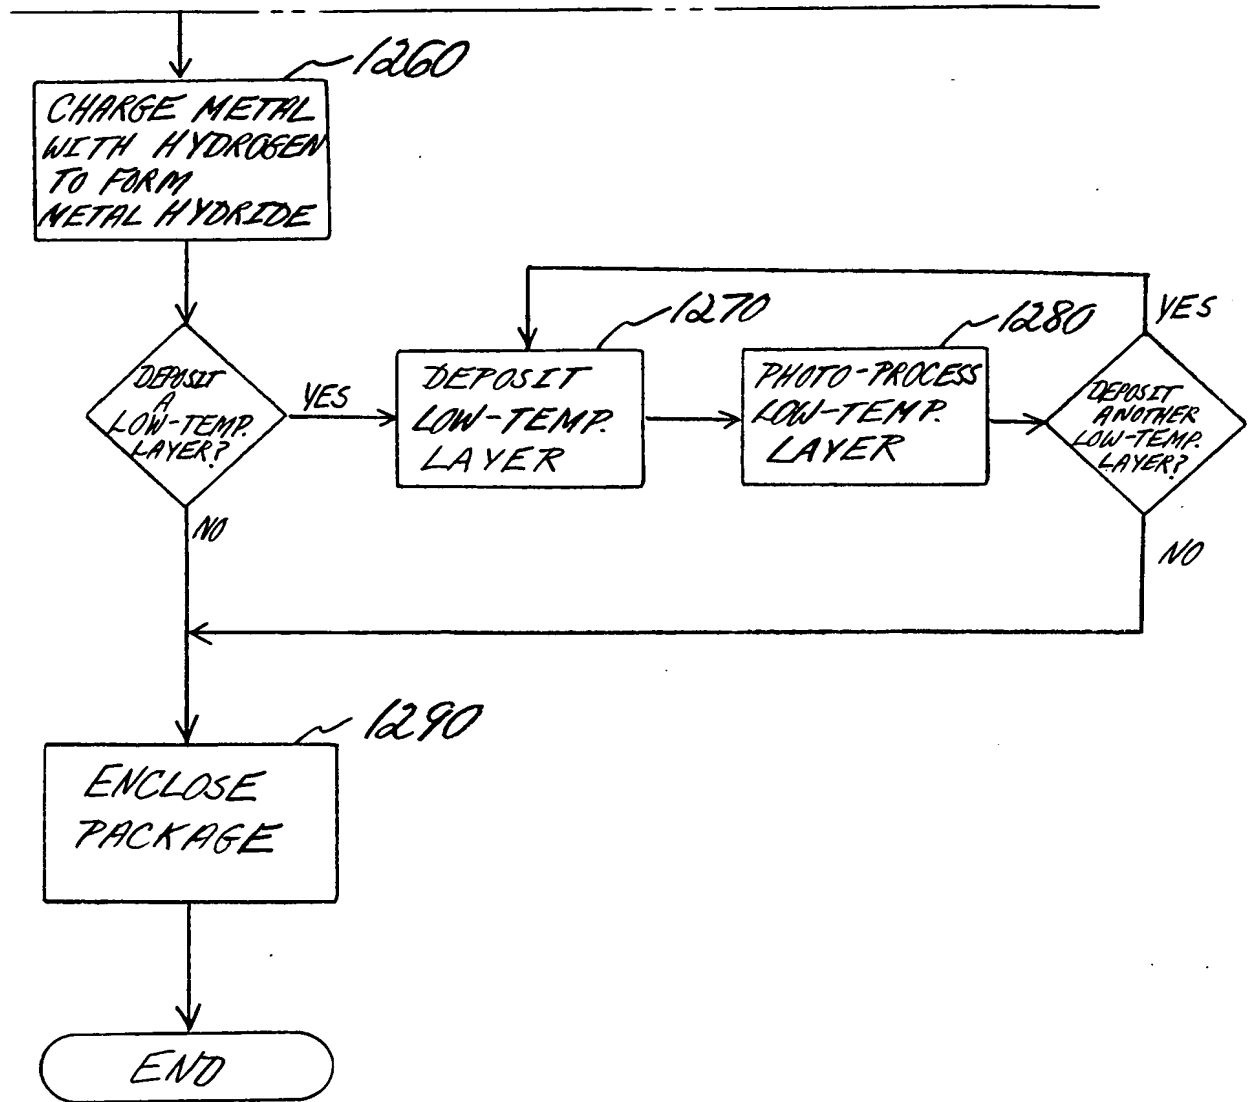 1260
CHARGE METAL
WITH HYDROGEN
TO FORM
METAL HYDRIDE
DEPOSIT
A
LOW-TEMP.
LAYER?
YES
NO
1270
DEPOSIT
LOW-TEMP.
LAYER
1280
PHOTO-PROCESS
LOW-TEMP.
LAYER
YES
DEPOSIT
ANOTHER
LOW-TEMP.
LAYER?
NO
1290
ENCLOSE
PACKAGE
END